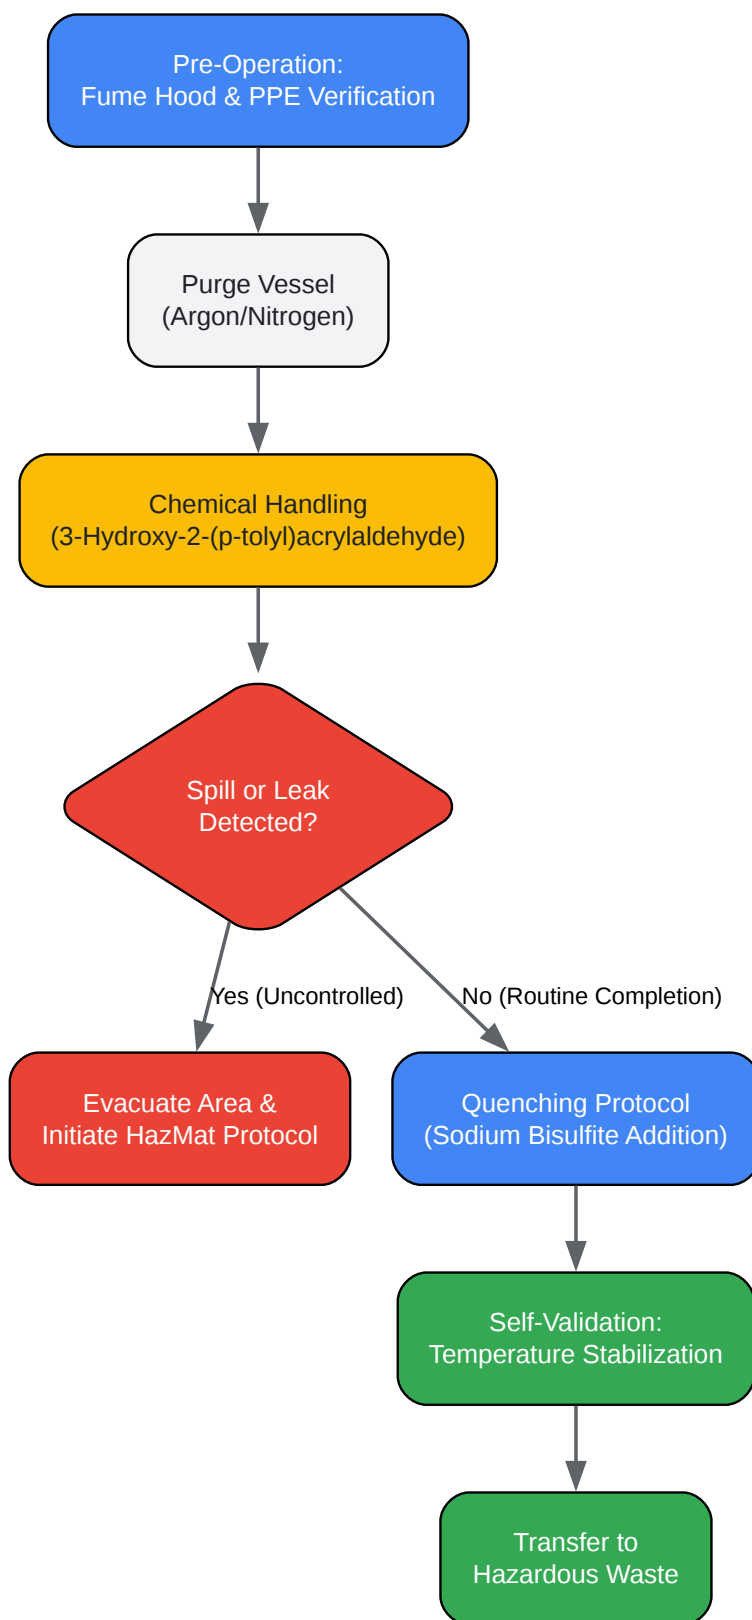 Pre-Operation:
Fume Hood & PPE Verification
Purge Vessel
(Argon/Nitrogen)
Chemical Handling
(3-Hydroxy-2-(p-tolyl)acrylaldehyde)
Spill or Leak
Detected?
Yes (Uncontrolled)
No (Routine Completion)
Evacuate Area &
Initiate HazMat Protocol
Quenching Protocol
(Sodium Bisulfite Addition)
Self-Validation:
Temperature Stabilization
Transfer to
Hazardous Waste